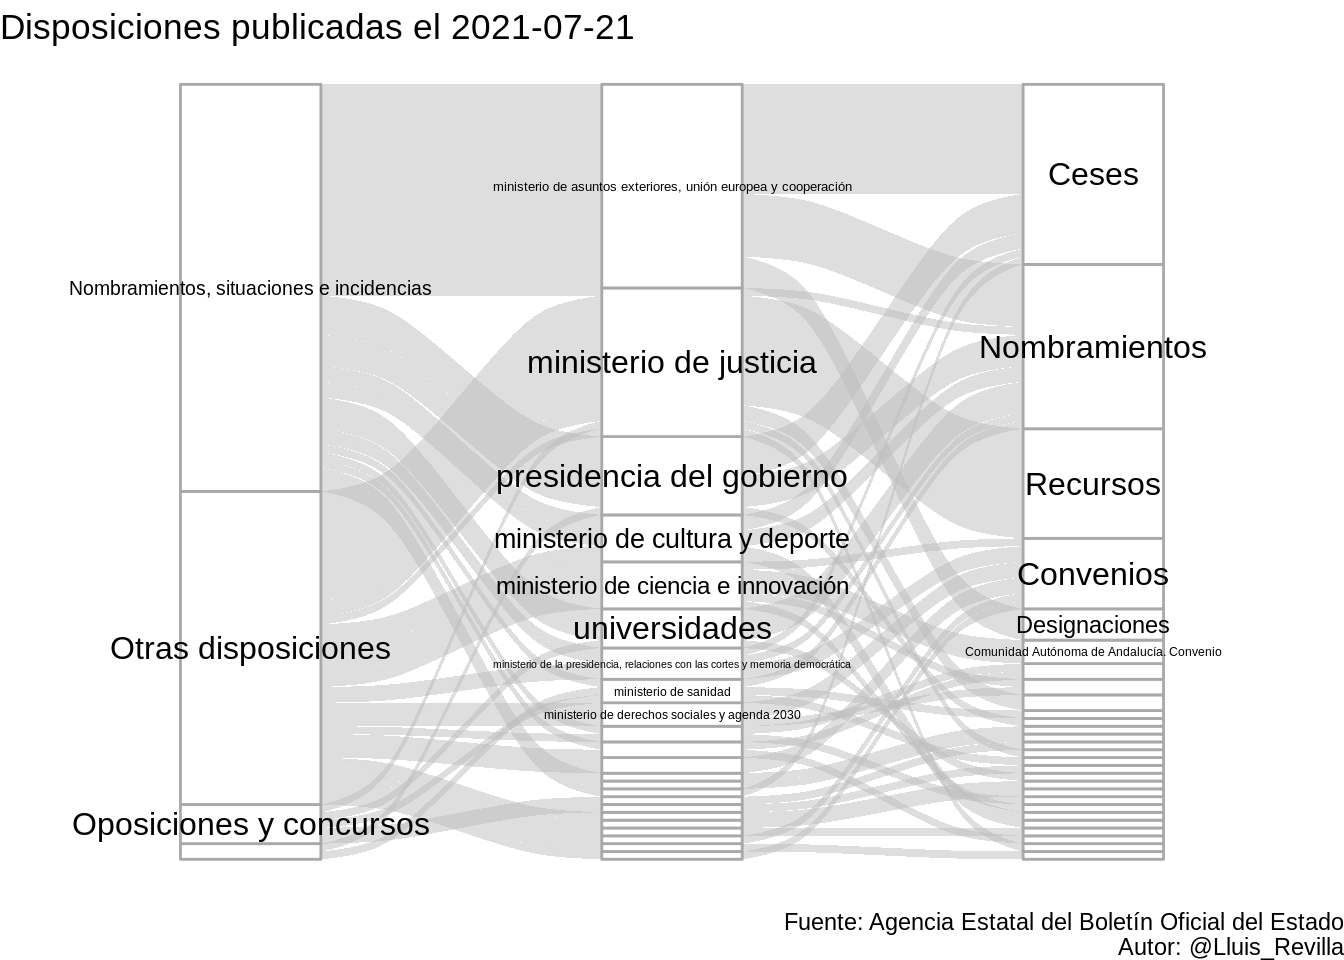 Disposiciones publicadas el 2021-07-21
Nombramientos, situaciones e incidencias
Otras disposiciones
Oposiciones y concursos
ministerio de asuntos exteriores, unión europea y cooperación
ministerio de justicia
presidencia del gobierno
ministerio de cultura y deporte
ministerio de ciencia e innovación
universidades
ministerio de la presidencia, relaciones con las cortes y memoria democrática
ministerio de sanidad
ministerio de derechos sociales y agenda 2030
Ceses
Nombramientos
Recursos
Convenios
Designaciones
Comunidad Autónoma de Andalucía. Convenio
Fuente: Agencia Estatal del Boletín Oficial del Estado
Autor: @Lluis_Revilla